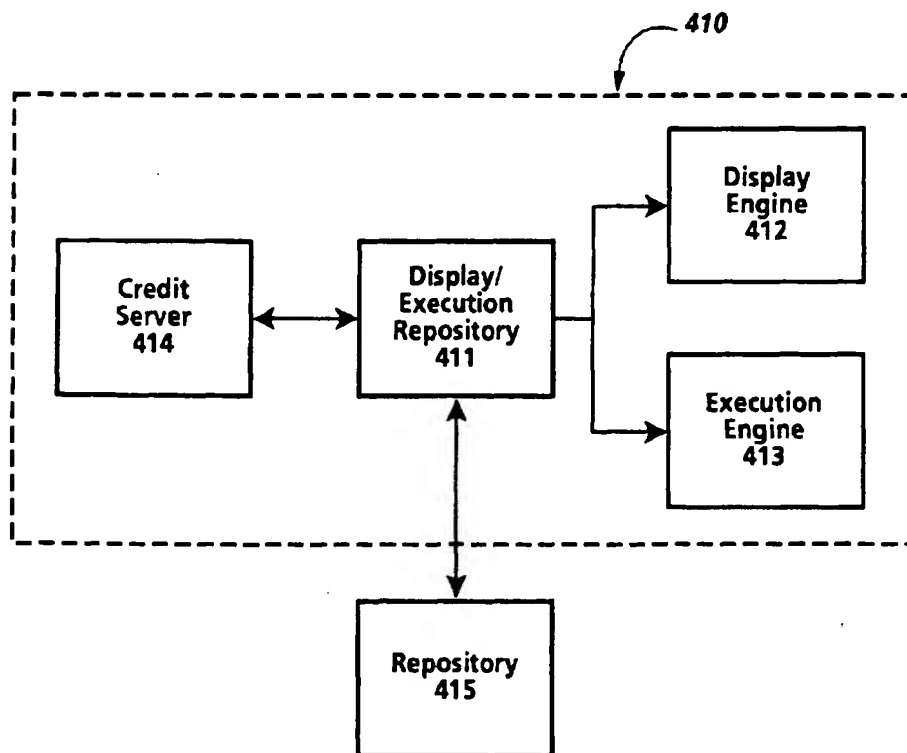 410
Display
Engine
412
Credit
Server
414
Display/
Execution
Repository
411
Execution
Engine
413
Repository
415